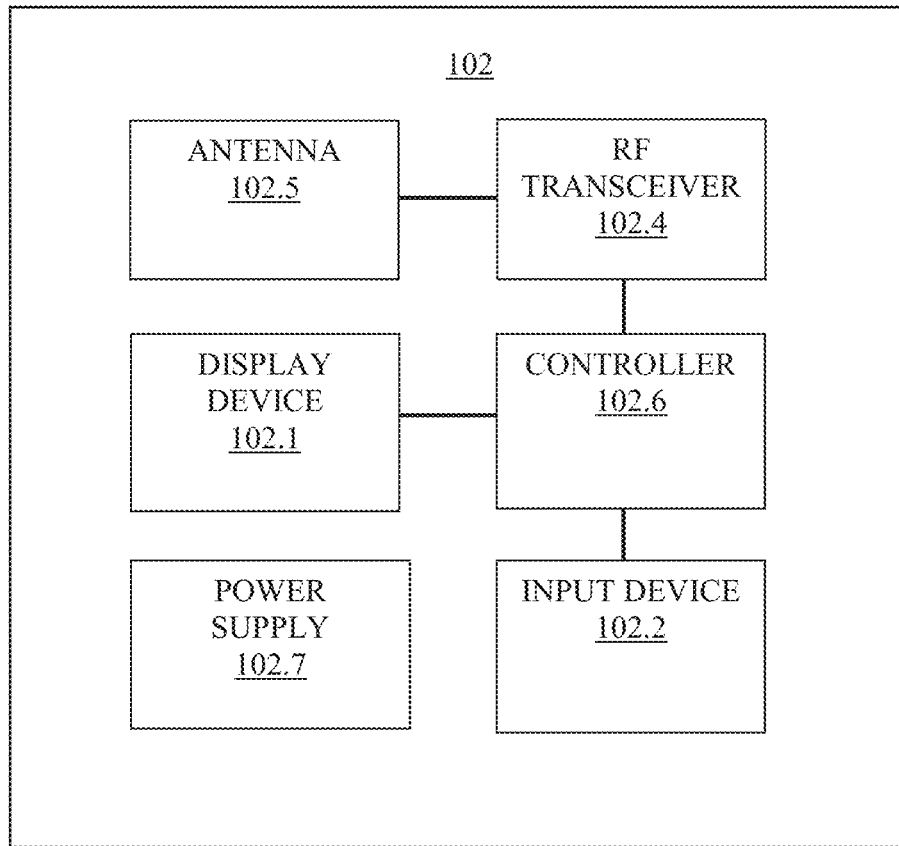 102
ANTENNA
102.5
RF
TRANSCEIVER
102.4
DISPLAY
DEVICE
102.1
CONTROLLER
102.6
POWER
SUPPLY
102.7
INPUT DEVICE
102.2